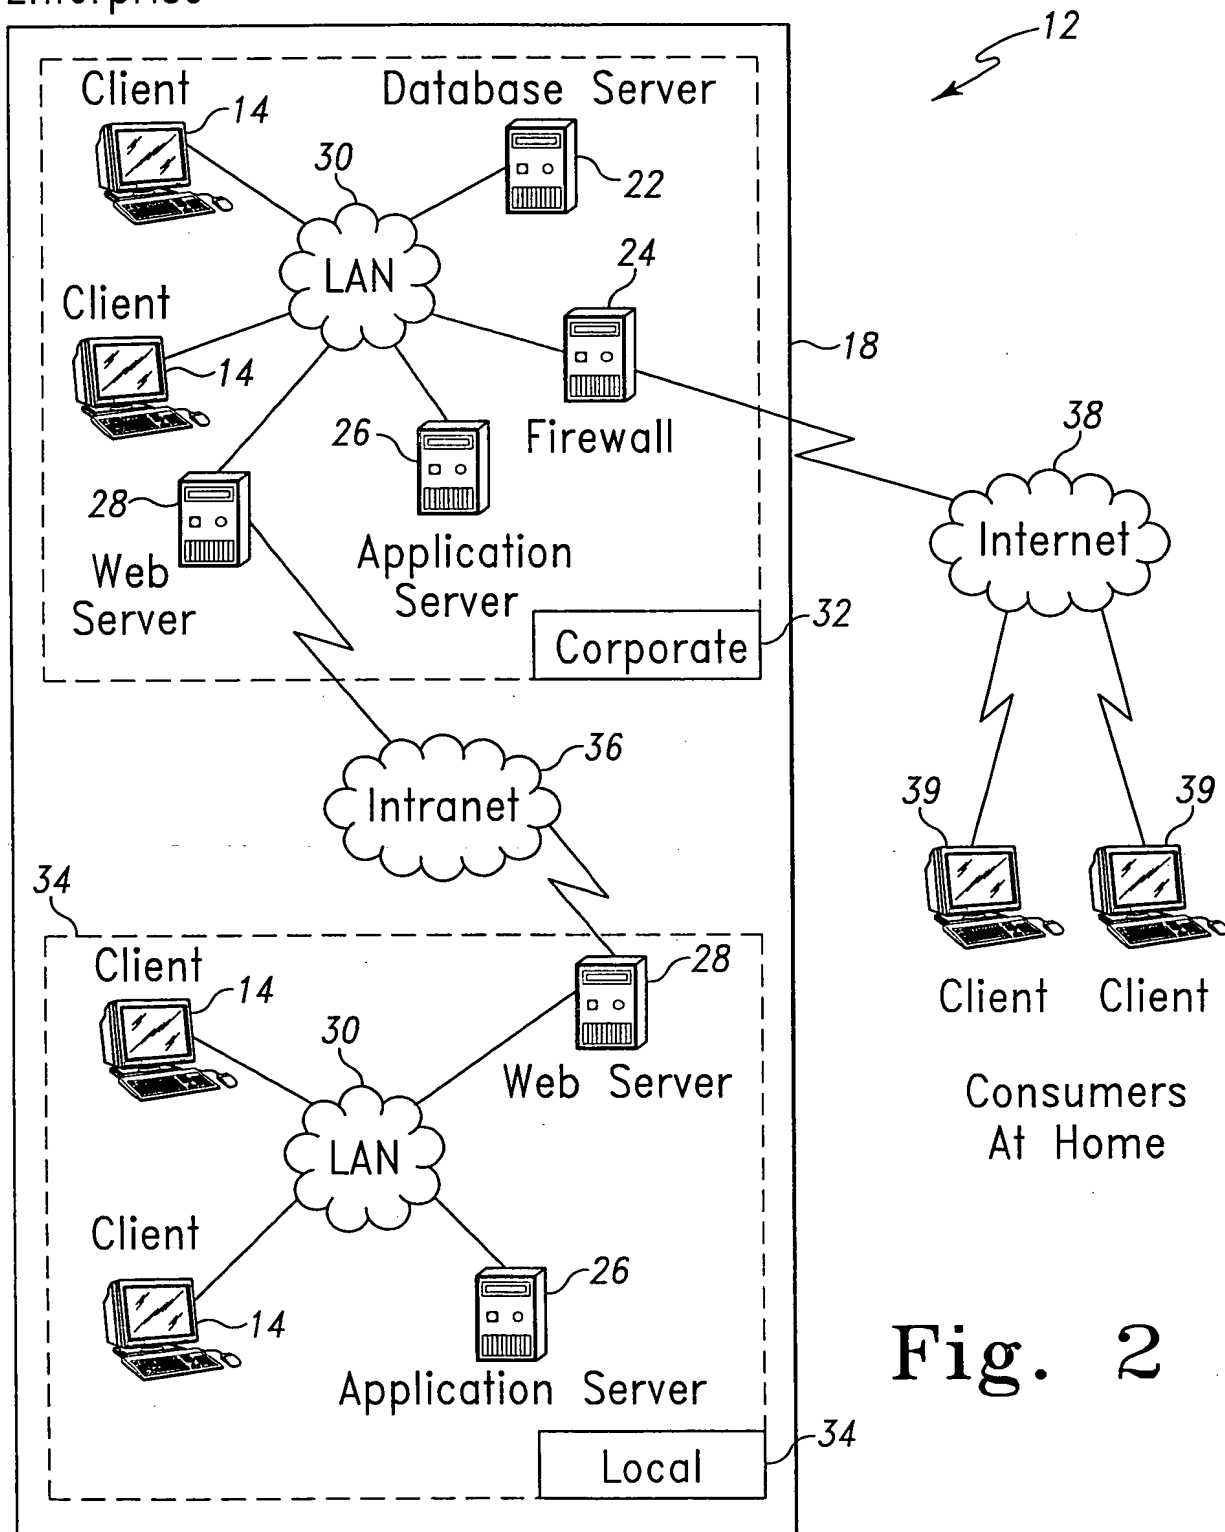 Enterprise
12
Client
14
Database Server
22
30
LAN
24
Firewall
Client
14
18
26
Application
Server
28
Web
Server
32
Corporate
38
Internet
36
Intranet
39
39
Client
Client
Consumers
At Home
34
Client
14
28
Web Server
30
LAN
Client
14
26
Application Server
34
Local
Fig. 2